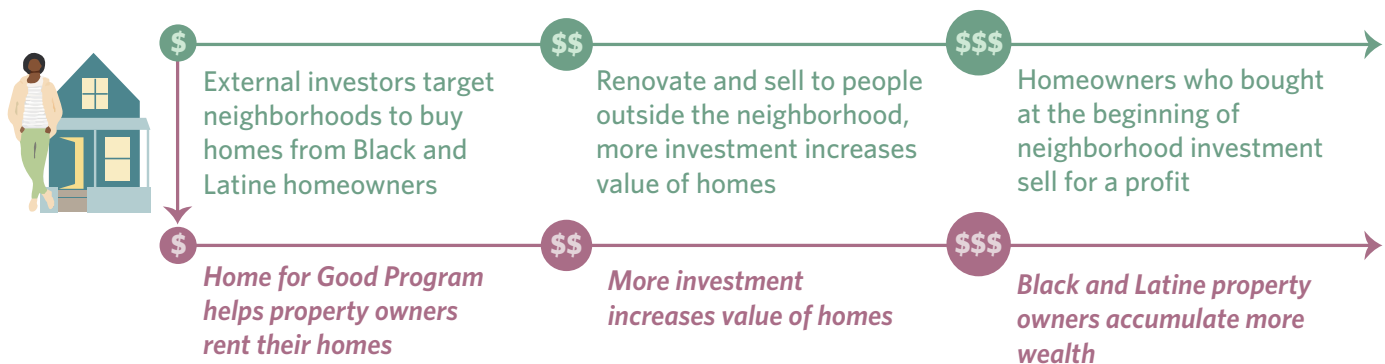 $
$$
$$$
External investors target
neighborhoods to buy
homes from Black and
Latine homeowners
Renovate and sell to people
outside the neighborhood,
more investment increases
value of homes
Homeowners who bought
at the beginning of
neighborhood investment
sell for a profit
$
$$
$$$
Home for Good Program
helps property owners
rent their homes
More investment
increases value of homes
Black and Latine property
owners accumulate more
wealth